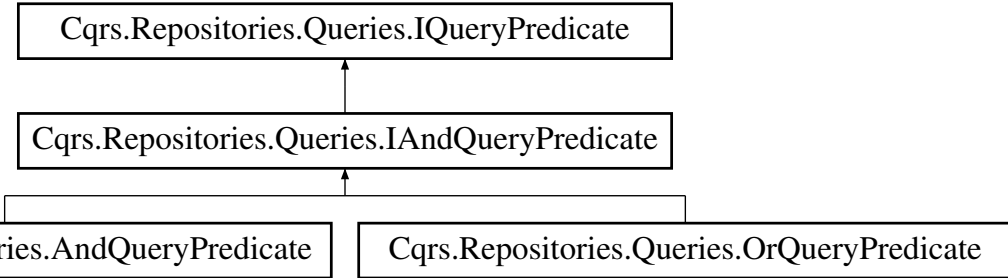 Cqrs.Repositories.Queries.IQueryPredicate
Cqrs.Repositories.Queries.IAndQueryPredicate
ries.AndQueryPredicate
Cqrs.Repositories.Queries.OrQueryPredicate